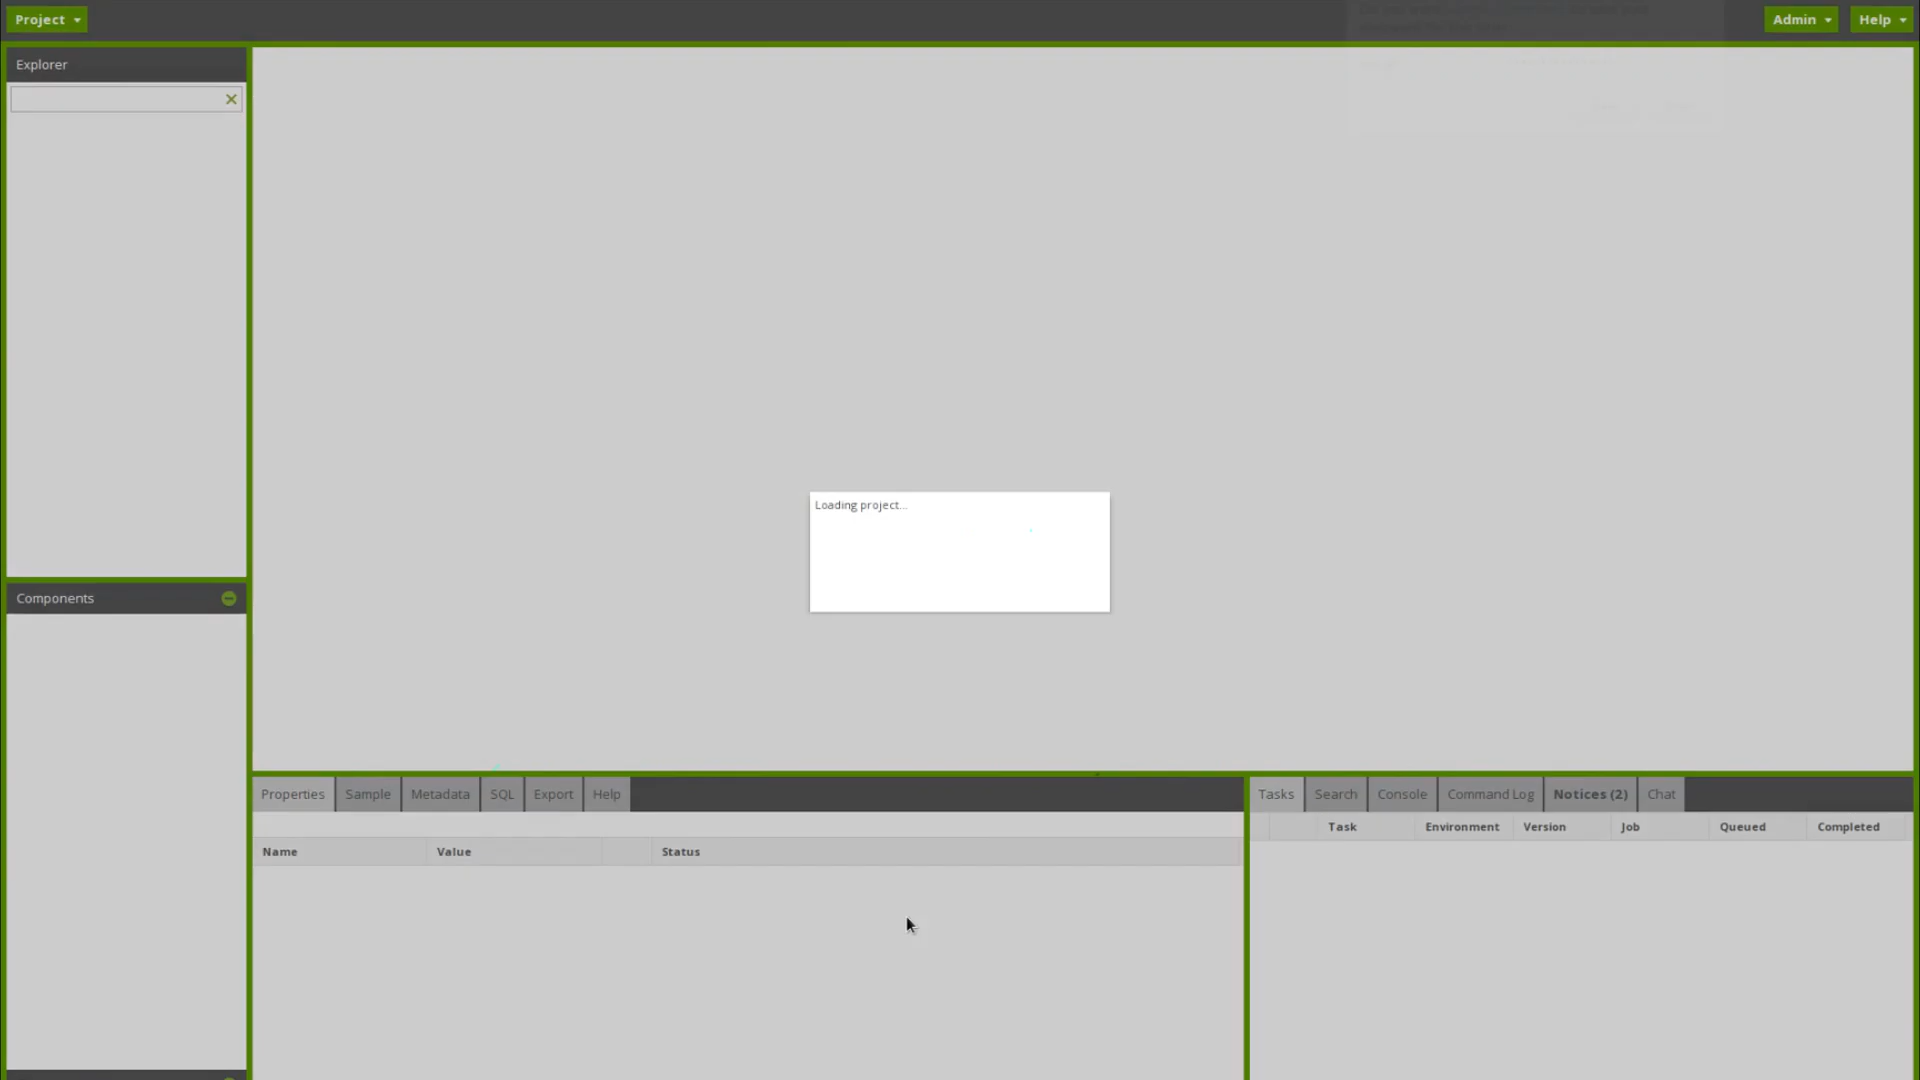 Project
Admin
Help
Explorer
Loading project...
Components
Properties
Sample
Metadata
SQL
Export
Help
Tasks
Search
Console
Command Log
Notices (2)
Chat
Task
Environment
Version
Job
Queued
Completed
Name
Value
Status